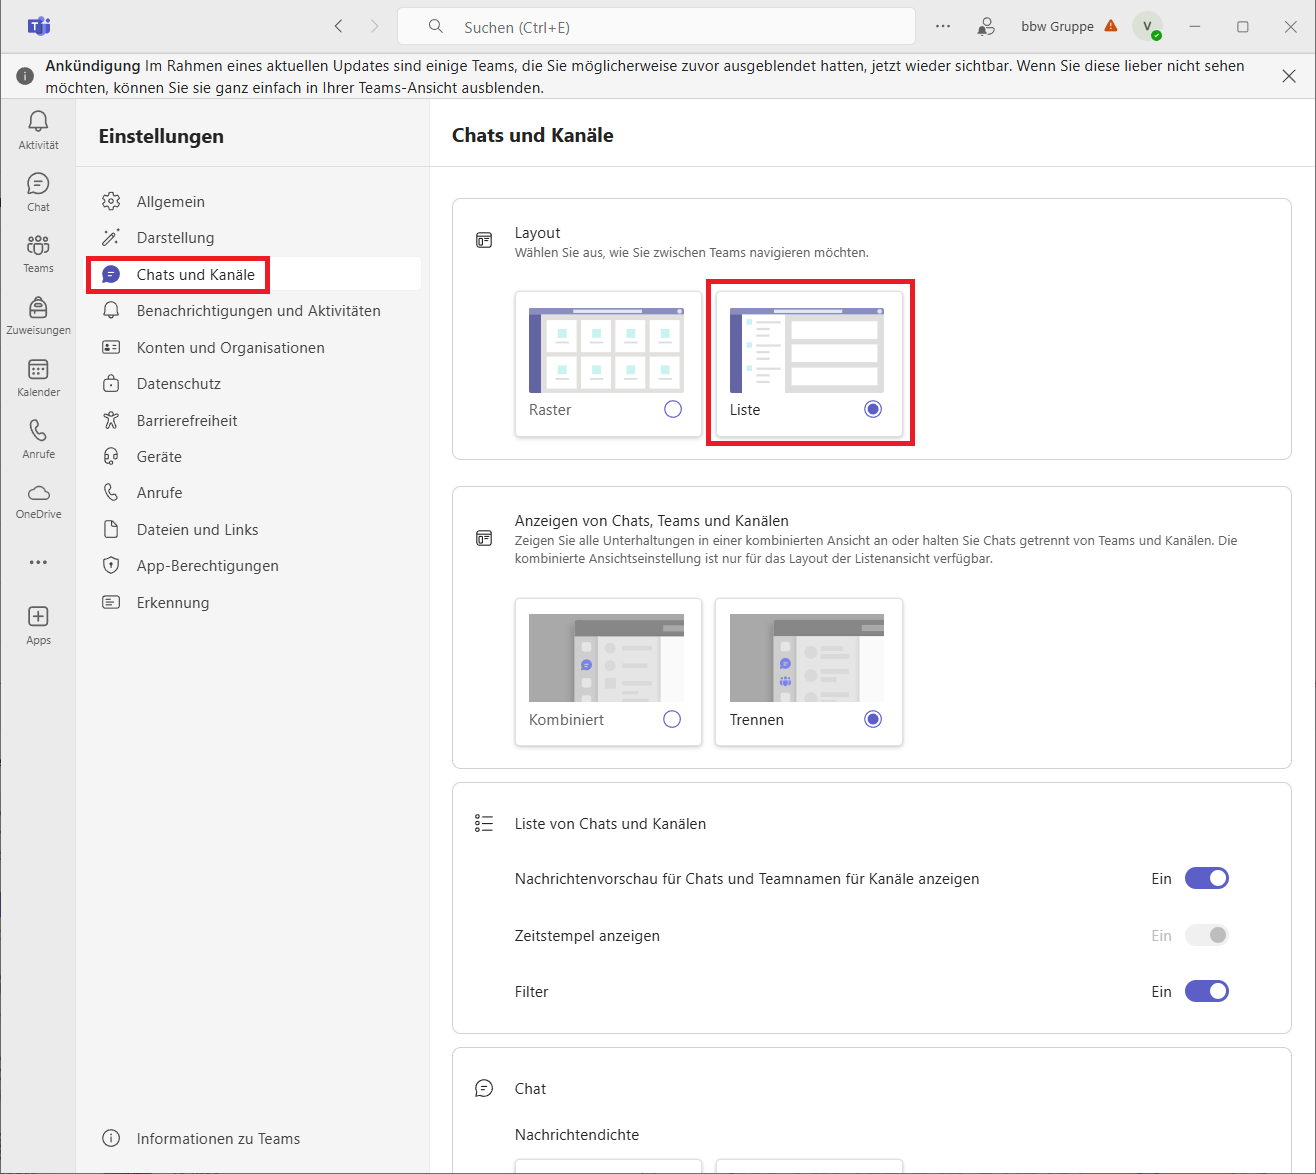 Suchen (Ctrl+E)
bbw Gruppe
V
Ankündigung Im Rahmen eines aktuellen Updates sind einige Teams, die Sie möglicherweise zuvor ausgeblendet hatten, jetzt wieder sichtbar. Wenn Sie diese lieber nicht sehen
möchten, können Sie sie ganz einfach in Ihrer Teams-Ansicht ausblenden.
Aktivität
Chat
Teams
Zuweisungen
Kalender
Anrufe
OneDrive
Apps
Einstellungen
Allgemein
Darstellung
Chats und Kanäle
Benachrichtigungen und Aktivitäten
Konten und Organisationen
Datenschutz
Barrierefreiheit
Geräte
Anrufe
Dateien und Links
App-Berechtigungen
Erkennung
Informationen zu Teams
Chats und Kanäle
Layout
Wählen Sie aus, wie Sie zwischen Teams navigieren möchten.
Raster
Liste
Anzeigen von Chats, Teams und Kanälen
Zeigen Sie alle Unterhaltungen in einer kombinierten Ansicht an oder halten Sie Chats getrennt von Teams und Kanälen. Die
kombinierte Ansichtseinstellung ist nur für das Layout der Listenansicht verfügbar.
Kombiniert
Trennen
Liste von Chats und Kanälen
Nachrichtenvorschau für Chats und Teamnamen für Kanäle anzeigen
Ein
Zeitstempel anzeigen
Ein
Filter
Ein
Chat
Nachrichtendichte